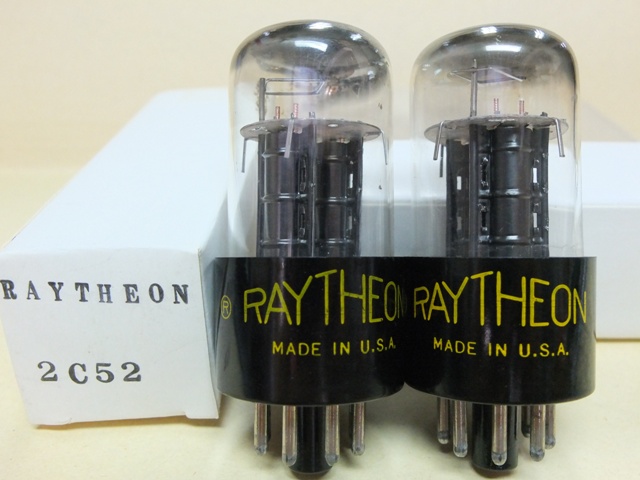 RAYTHEON
2C52
® RAYTHEON
MADE IN U.S.A.
RAYTHEON
MADE IN U.S.A.